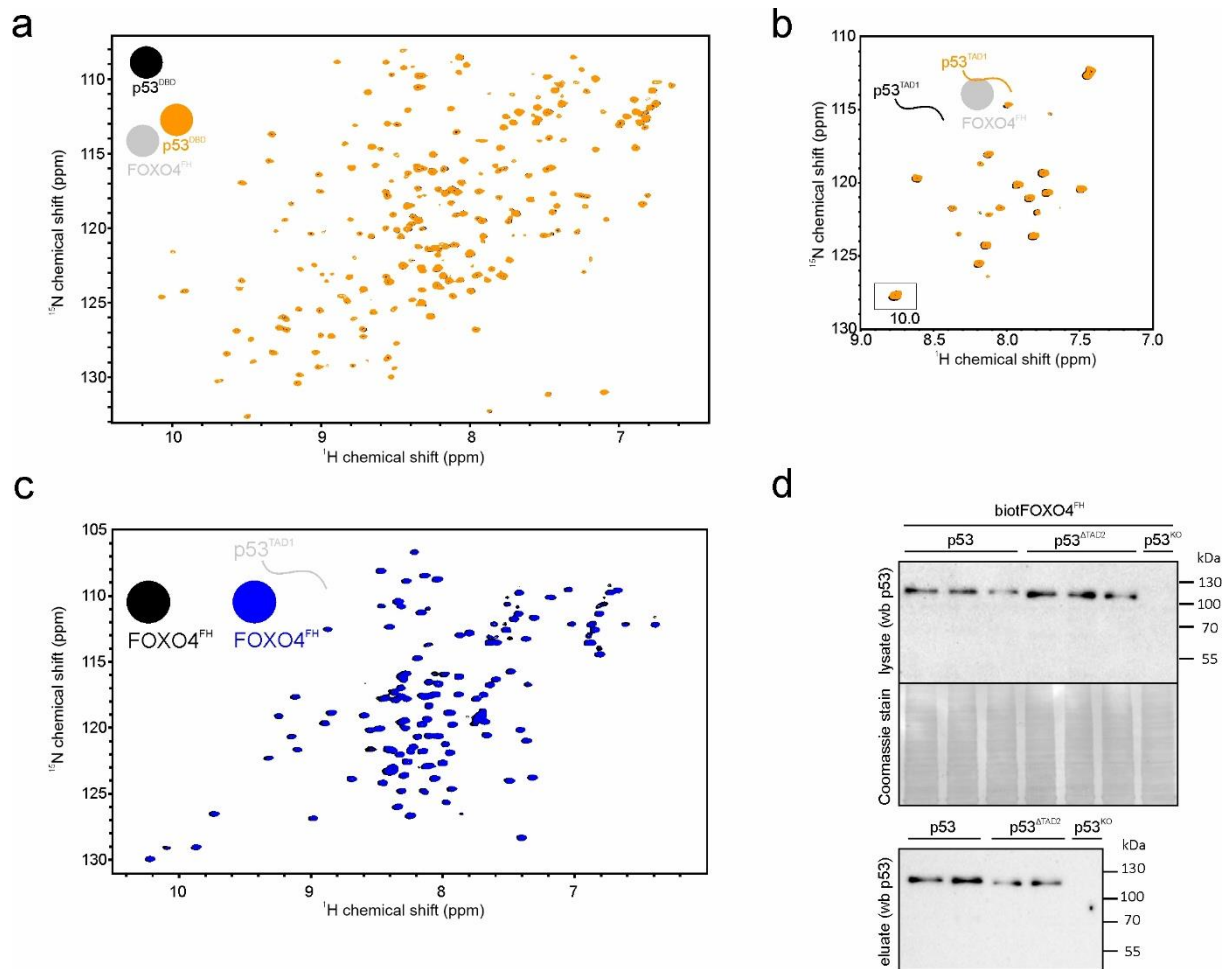 a
p53DBD
p53DBD
FOXO4FH
110
115
120
125
130
15N chemical shift (ppm)
10 9 8 7
1H chemical shift (ppm)
b
p53TAD1
p53TAD1
FOXO4FH
110
115
120
125
130
15N chemical shift (ppm)
10.0
9.0 8.5 8.0 7.5 7.0
1H chemical shift (ppm)
c
p53TAD1
FOXO4FH FOXO4FH
105
110
115
120
125
130
15N chemical shift (ppm)
10 9 8 7
1H chemical shift (ppm)
d
biotFOXO4FH
p53 p53ΔTAD2 p53KO
kDa
130
100
70
55
lysate (wb p53)
Coomassie stain
p53 p53ΔTAD2 p53KO
kDa
130
100
70
55
eluate (wb p53)